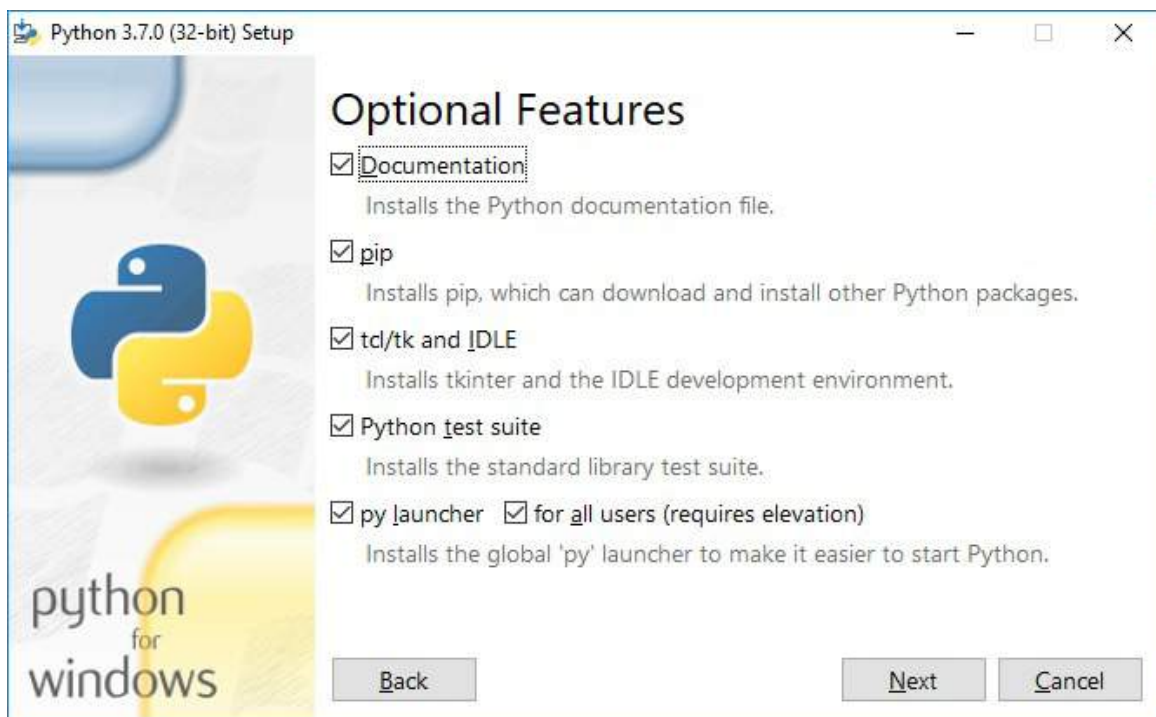 Python 3.7.0 (32-bit) Setup
Optional Features
Documentation
Installs the Python documentation file.
pip
Installs pip, which can download and install other Python packages.
tcl/tk and IDLE
Installs tkinter and the IDLE development environment.
Python test suite
Installs the standard library test suite.
py launcher for all users (requires elevation)
Installs the global 'py' launcher to make it easier to start Python.
python
for
windows
Back Next Cancel